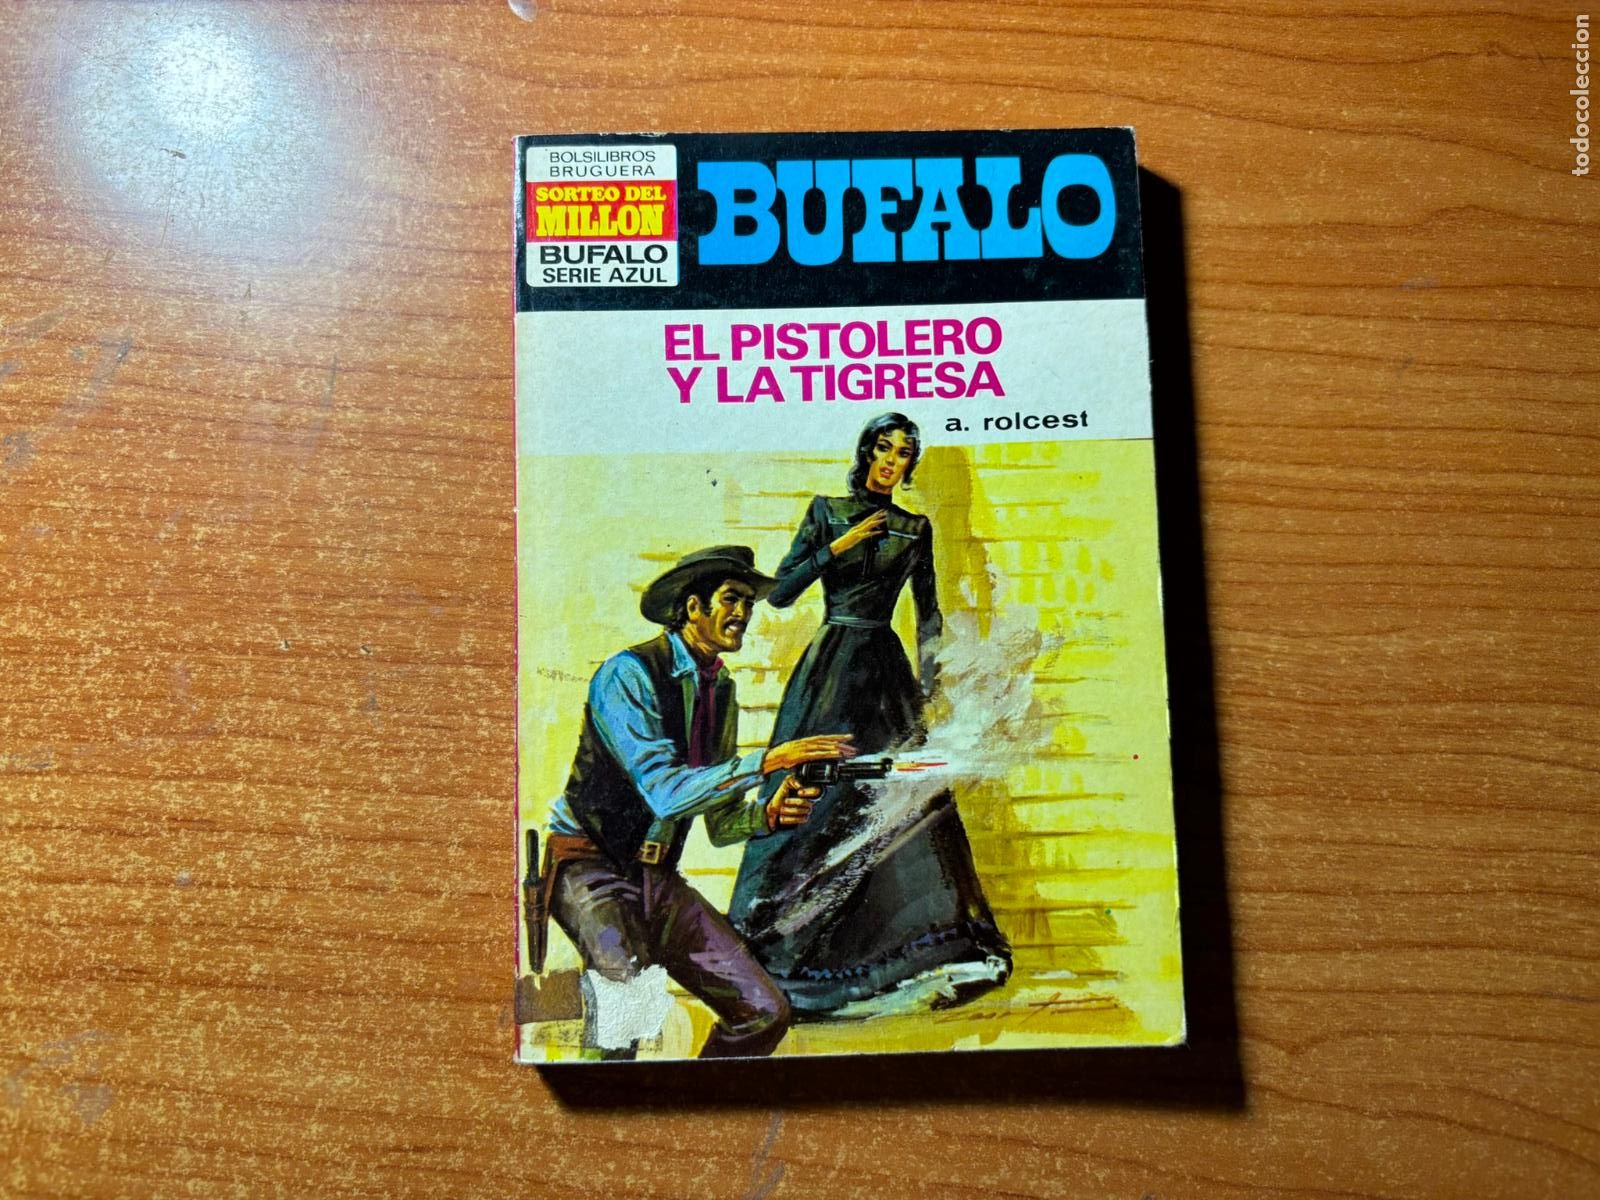 BOLSILIBROS
BRUGUERA
SORTEO DEL
MILLON
BUFALO
SERIE AZUL
BUFALO
EL PISTOLERO
Y LA TIGRESA
a. rolcest
todocoleccion